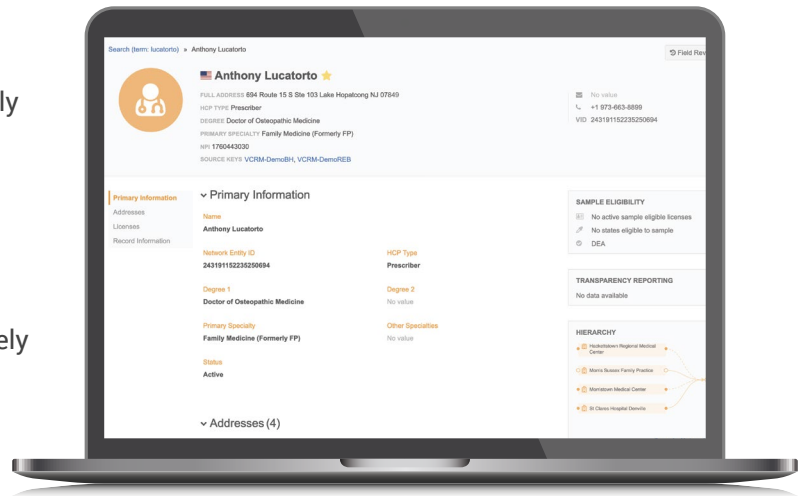 ly
ely
Search (term: lucatorto) » Anthony Lucatorto
Field Rev
Anthony Lucatorto
FULL ADDRESS 694 Route 15 S Ste 103 Lake Hopatcong NJ 07849
HCP TYPE Prescriber
DEGREE Doctor of Osteopathic Medicine
PRIMARY SPECIALTY Family Medicine (Formerly FP)
NPI 1760443030
SOURCE KEYS VCRM-DemoBH, VCRM-DemoREB
No value
+1 973-663-8899
VID 243191152235250694
Primary Information
Addresses
Licenses
Record Information
Primary Information
Name
Anthony Lucatorto
Network Entity ID
HCP Type
243191152235250694
Prescriber
Degree 1
Degree 2
Doctor of Osteopathic Medicine
No value
Primary Specialty
Other Specialties
Family Medicine (Formerly FP)
No value
Status
Active
Addresses (4)
SAMPLE ELIGIBILITY
No active sample eligible licenses
No states eligible to sample
DEA
TRANSPARENCY REPORTING
No data available
HIERARCHY
Hackettstown Regional Medical
Center
Morris Sussex Family Practice
Morristown Medical Center
St Clares Hospital Denville